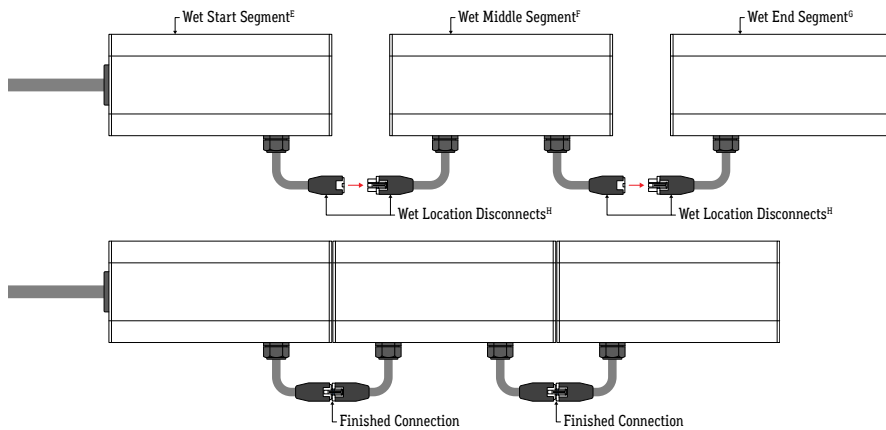 Wet Start Segmentᴱ
Wet Middle Segmentꟳ
Wet End Segmentᴳ
Wet Location Disconnectsᴴ
Wet Location Disconnectsᴴ
Finished Connection
Finished Connection